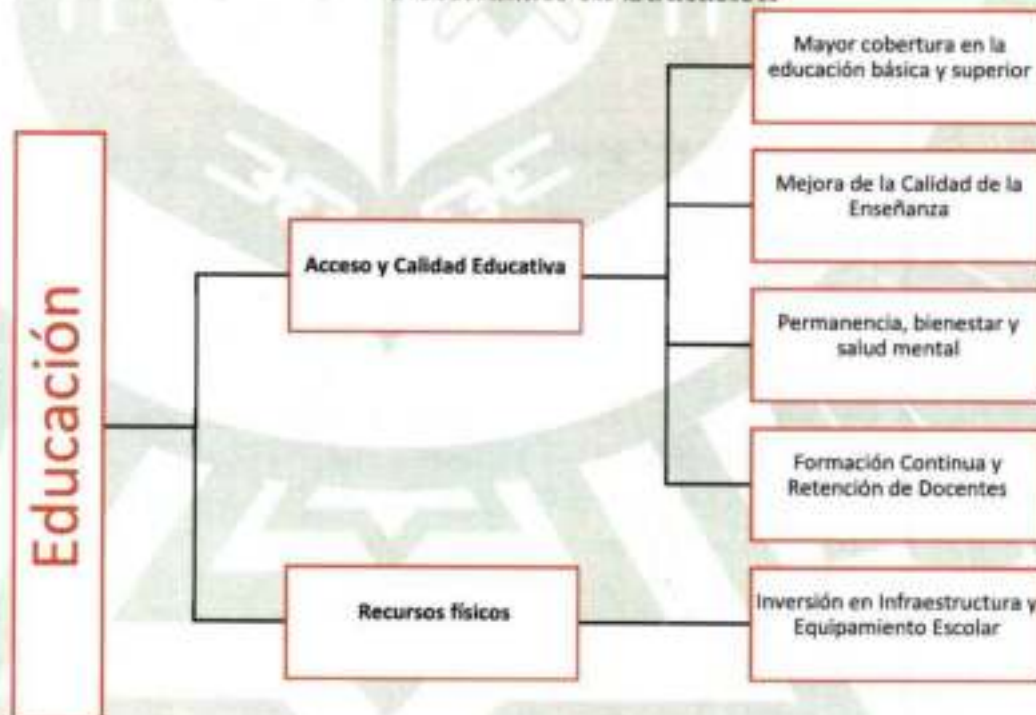 Educación
Acceso y Calidad Educativa
Mayor cobertura en la
educación básica y superior
Mejora de la Calidad de la
Enseñanza
Permanencia, bienestar y
salud mental
Formación Continua y
Retención de Docentes
Recursos físicos
Inversión en Infraestructura y
Equipamiento Escolar